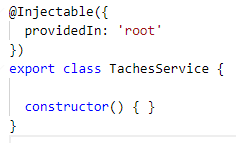 @Injectable({
  providedIn: 'root'
})
export class TachesService {
  constructor() { }
}